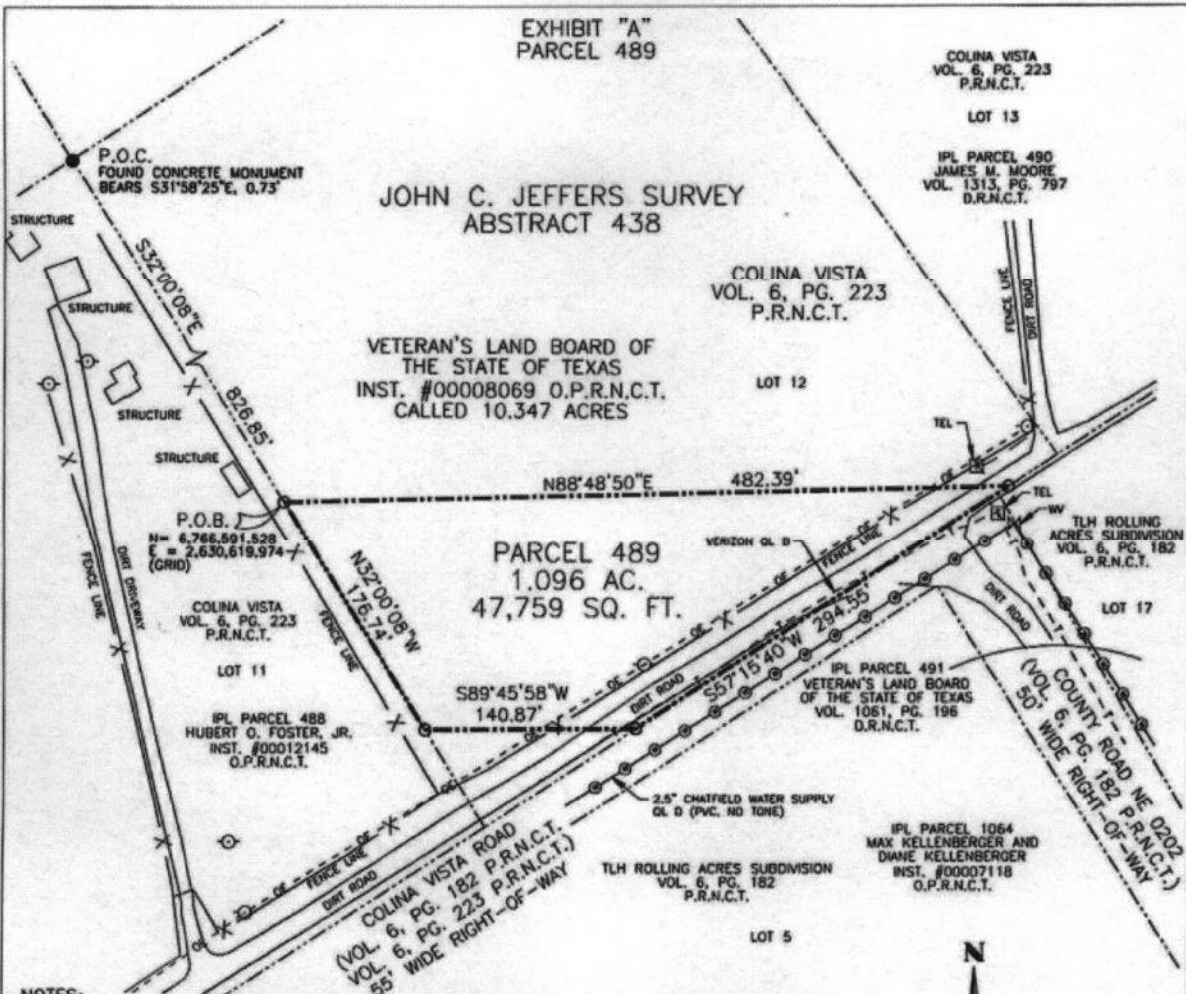 EXHIBIT "A"
PARCEL 489
COLINA VISTA
VOL. 6, PG. 223
P.R.N.C.T.
LOT 13
IPL PARCEL 490
JAMES M. MOORE
VOL. 1313, PG. 797
D.R.N.C.T.
P.O.C.
FOUND CONCRETE MONUMENT
BEARS S31°58'25"E, 0.73'
JOHN C. JEFFERS SURVEY
ABSTRACT 438
STRUCTURE
STRUCTURE
STRUCTURE
STRUCTURE
S32°00'08"E
826.85'
COLINA VISTA
VOL. 6, PG. 223
P.R.N.C.T.
LOT 12
FENCE LINE
DIRT ROAD
VETERAN'S LAND BOARD OF
THE STATE OF TEXAS
INST. #00008069 O.P.R.N.C.T.
CALLED 10.347 ACRES
TEL
N88°48'50"E 482.39'
P.O.B.
N= 6,766,591.528
E = 2,630,619.974
(GRID)
PARCEL 489
1.096 AC.
47,759 SQ. FT.
VERIZON QL D
OE
OE
FENCE LINE
TEL
WV
TLH ROLLING
ACRES SUBDIVISION
VOL. 6, PG. 182
P.R.N.C.T.
LOT 17
FENCE LINE
DIRT DRIVEWAY
COLINA VISTA
VOL. 6, PG. 223
P.R.N.C.T.
LOT 11
IPL PARCEL 488
HUBERT O. FOSTER, JR.
INST. #00012145
O.P.R.N.C.T.
FENCE LINE
N32°00'08"W
176.74'
S89°45'58"W
140.87'
OE
DIRT ROAD
S57°15'40"W 294.55'
DIRT ROAD
IPL PARCEL 491
VETERAN'S LAND BOARD
OF THE STATE OF TEXAS
VOL. 1061, PG. 196
D.R.N.C.T.
COUNTY ROAD NE 0202
(VOL. 6, PG. 182 P.R.N.C.T.)
50' WIDE RIGHT-OF-WAY
2.5" CHATFIELD WATER SUPPLY
QL D (PVC, NO TONE)
TLH ROLLING ACRES SUBDIVISION
VOL. 6, PG. 182
P.R.N.C.T.
LOT 5
IPL PARCEL 1064
MAX KELLENBERGER AND
DIANE KELLENBERGER
INST. #00007118
O.P.R.N.C.T.
OE
OE
OE
OE
OE
FENCE LINE
DIRT ROAD
COLINA VISTA ROAD
(VOL. 6, PG. 182 P.R.N.C.T.
VOL. 6, PG. 223 P.R.N.C.T.)
55' WIDE RIGHT-OF-WAY
N
NOTES: